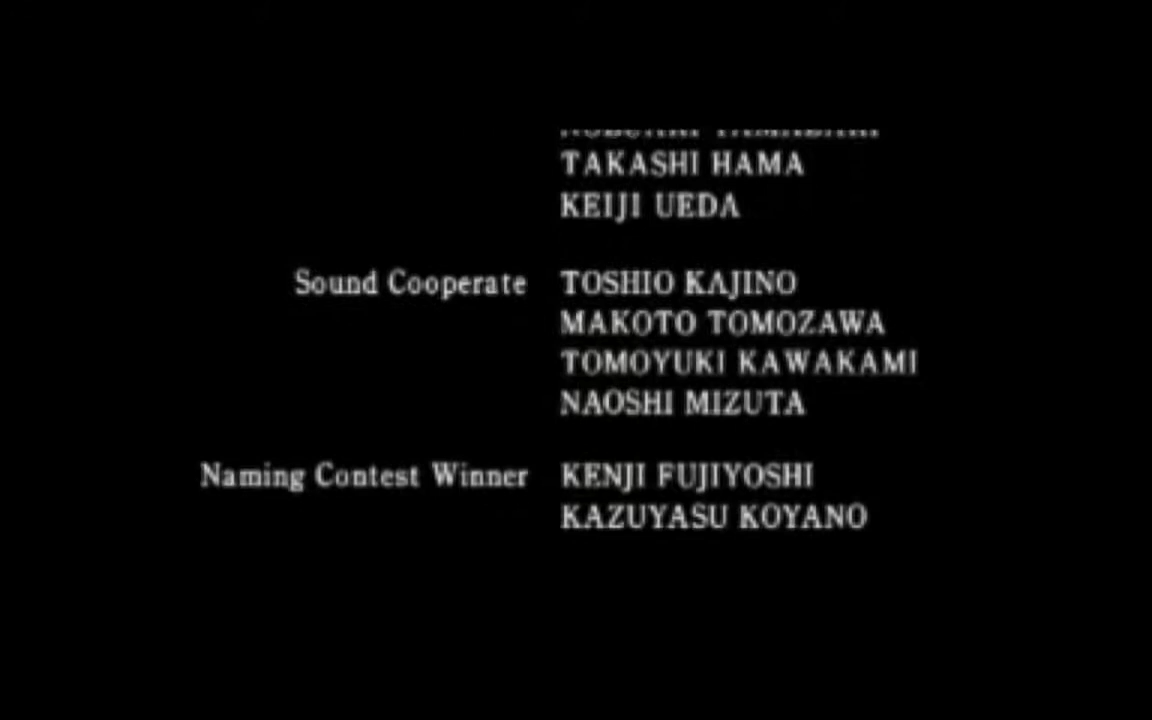 TAKASHI HAMA
KEIJI UEDA
Sound Cooperate TOSHIO KAJINO
MAKOTO TOMOZAWA
TOMOYUKI KAWAKAMI
NAOSHI MIZUTA
Naming Contest Winner KENJI FUJIYOSHI
KAZUYASU KOYANO